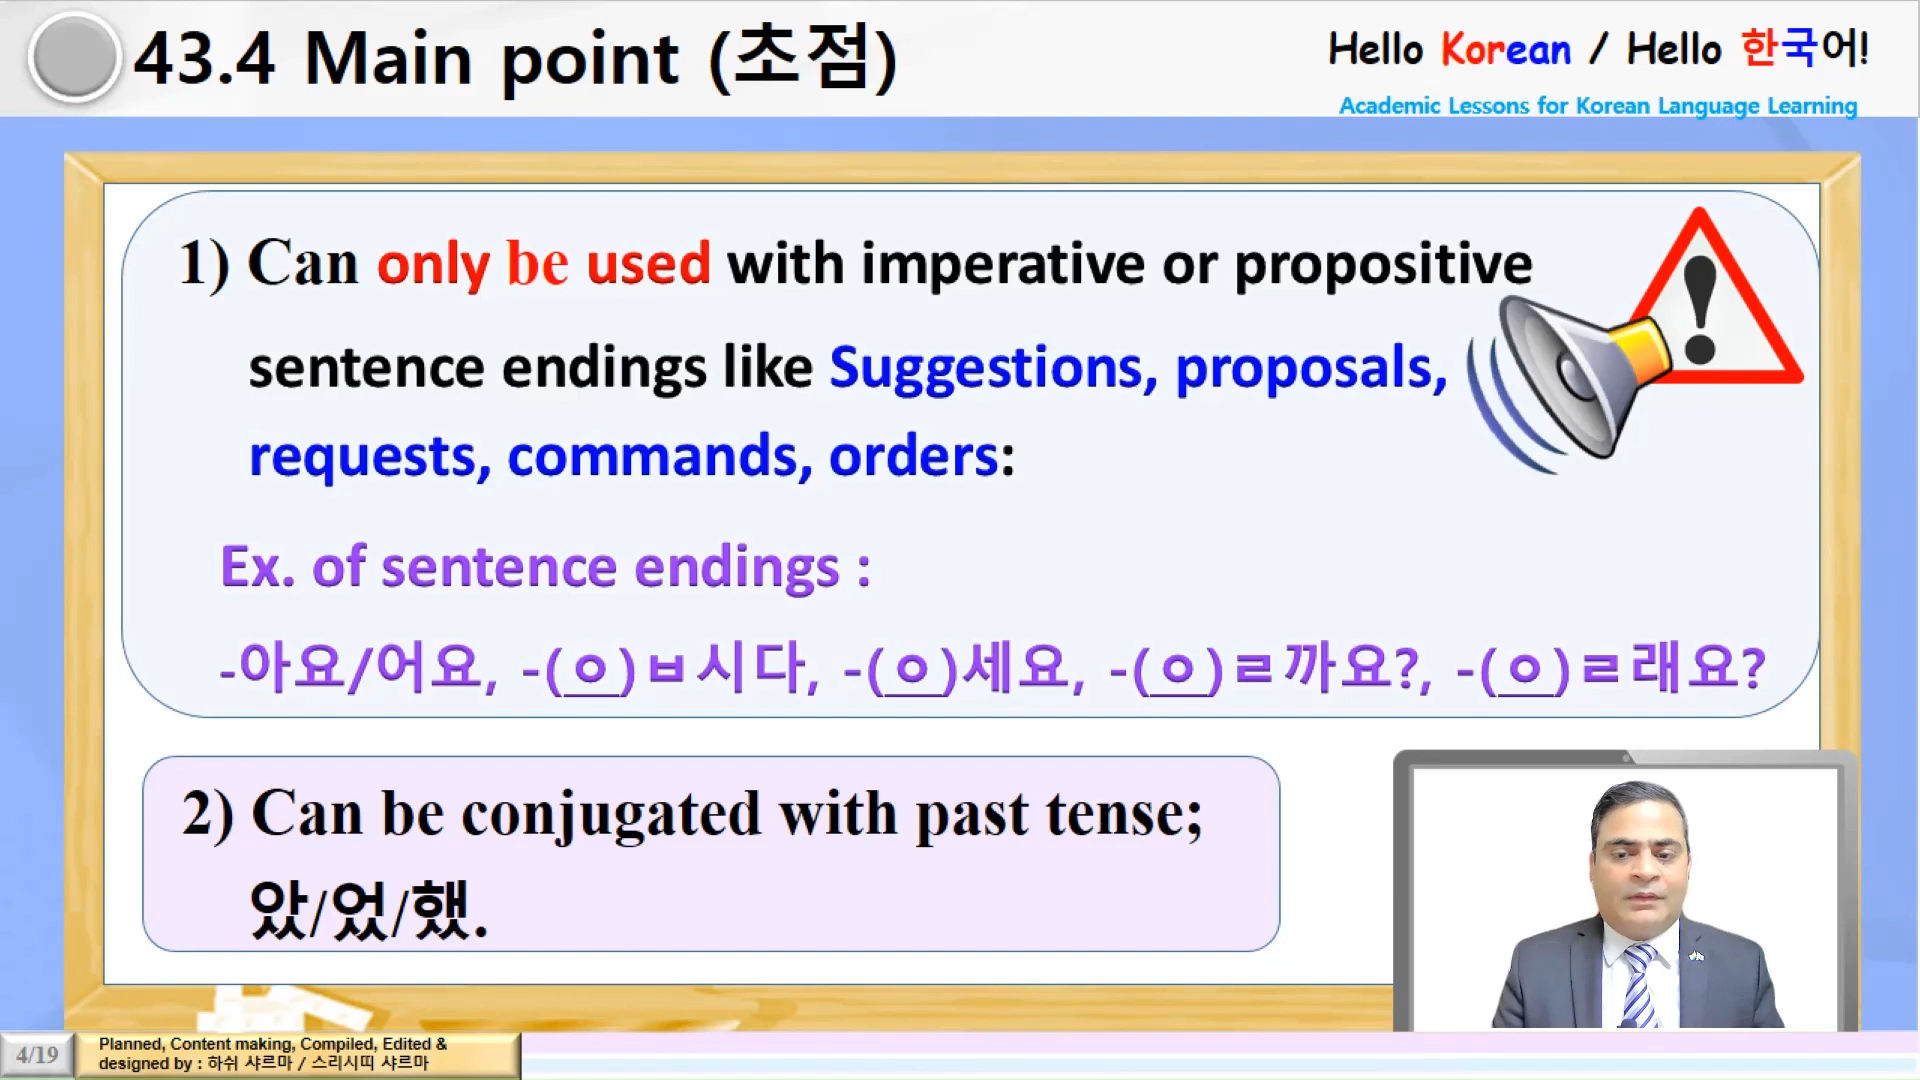 43.4 Main point (초점)
Hello Korean / Hello 한국어!
Academic Lessons for Korean Language Learning
1) Can only be used with imperative or propositive
sentence endings like Suggestions, proposals,
requests, commands, orders:
Ex. of sentence endings :
-아요/어요, -(으)ㅂ시다, -(으)세요, -(으)ㄹ까요?, -(으)ㄹ래요?
2) Can be conjugated with past tense;
았/었/했.
4/19
Planned, Content making, Compiled, Edited &
designed by : 하쉬 샤르마 / 스리시띠 샤르마